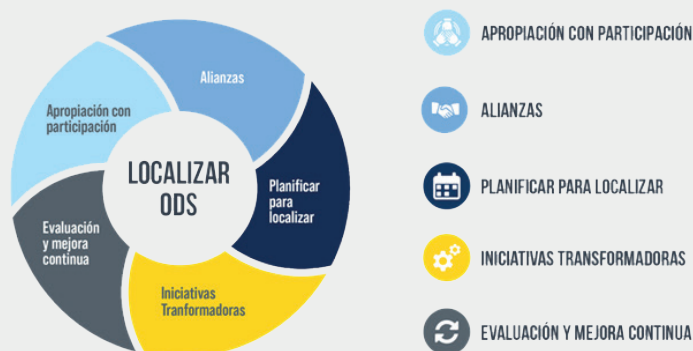 Alianzas
Apropiación con
participación
LOCALIZAR
ODS
Planificar
para
localizar
Evaluación
y mejora
continua
Iniciativas
Tranformadoras
APROPIACIÓN CON PARTICIPACIÓN
ALIANZAS
PLANIFICAR PARA LOCALIZAR
INICIATIVAS TRANSFORMADORAS
EVALUACIÓN Y MEJORA CONTINUA